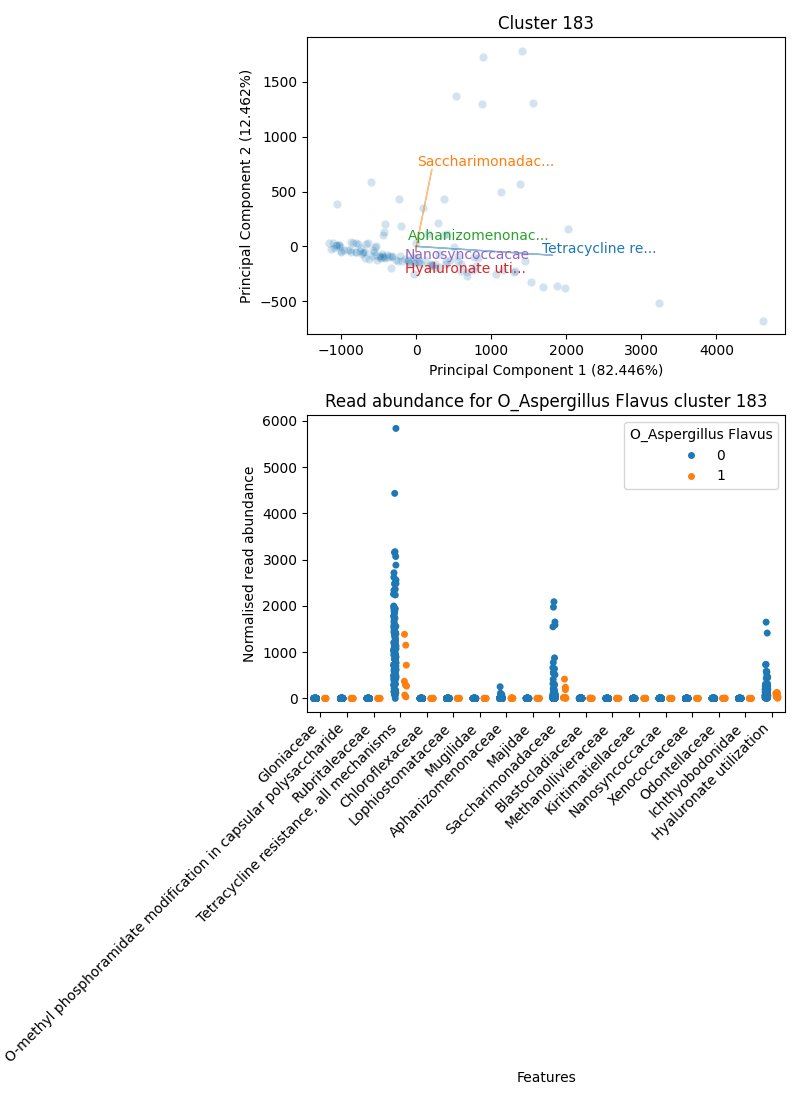 Cluster 183
Principal Component 2 (12.462%)
1500
1000
500
0
−500
Saccharimonadac...
Aphanizomenonac...
Tetracycline re...
Nanosyncoccacae
Hyaluronate uti...
−1000
0
1000
2000
3000
4000
Principal Component 1 (82.446%)
Read abundance for O_Aspergillus Flavus cluster 183
Normalised read abundance
6000
5000
4000
3000
2000
1000
0
O_Aspergillus Flavus
0
1
Gloniaceae
O-methyl phosphoramidate modification in capsular polysaccharide
Rubritaleaceae
Tetracycline resistance, all mechanisms
Chloroflexaceae
Lophiostomataceae
Mugilidae
Aphanizomenonaceae
Majidae
Saccharimonadaceae
Blastocladiaceae
Methanollivieraceae
Kiritimatiellaceae
Nanosyncoccacae
Xenococcaceae
Odontellaceae
Ichthyobodonidae
Hyaluronate utilization
Features